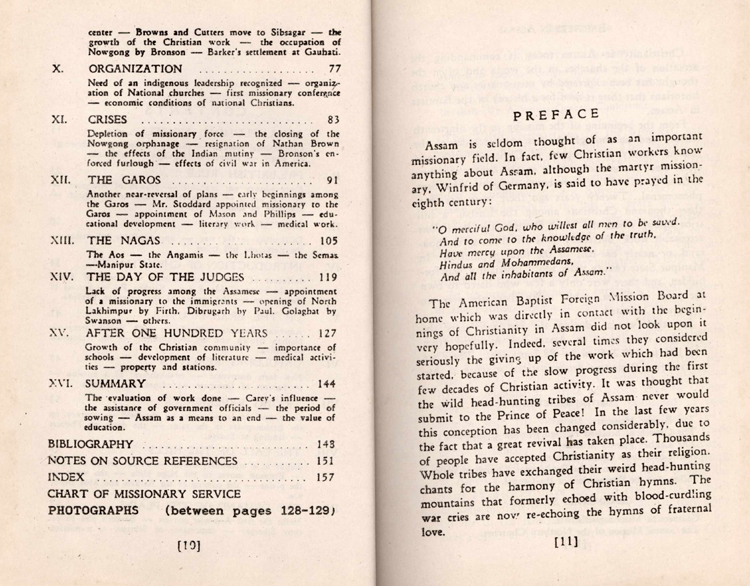 center — Browns and Cutters move to Sibsagar — the
growth of the Christian work — the occupation of
Nowgong by Bronson — Barker's settlement at Gauhati.
X. ORGANIZATION .............. 77
Need of an indigenous leadership recognized — organiz-
ation of National churches — first missionary conference
— economic conditions of national Christians.
XI. CRISES ..................... 83
Depletion of missionary force — the closing of the
Nowgong orphanage — resignation of Nathan Brown
— the effects of the Indian mutiny — Bronson's en-
forced furlough — effects of civil war in America.
XII. THE GAROS .................. 91
Another near-reversal of plans — early beginnings among
the Garos — Mr. Stoddard appointed missionary to the
Garos — appointment of Mason and Phillips — edu-
cational development — literary work — medical work.
XIII. THE NAGAS ................ 105
The Aos — the Angamis — the Lhotas — the Semas
—Manipur State.
XIV. THE DAY OF THE JUDGES ...... 119
Lack of progress among the Assamese — appointment
of a missionary to the immigrants — opening of North
Lakhimpur by Firth, Dibrugarh by Paul, Golaghat by
Swanson — others.
XV. AFTER ONE HUNDRED YEARS ...... 127
Growth of the Christian community — importance of
schools — development of literature — medical activi-
ties — property and stations.
XVI. SUMMARY ................... 144
The evaluation of work done — Carey's influence —
the assistance of government officials — the period of
sowing — Assam as a means to an end — the value of
education.
BIBLIOGRAPHY ..................... 148
NOTES ON SOURCE REFERENCES ......... 151
INDEX ............................ 157
CHART OF MISSIONARY SERVICE
PHOTOGRAPHS (between pages 128-129)
[10]
PREFACE
Assam is seldom thought of as an important
missionary field. In fact, few Christian workers know
anything about Assam, although the martyr mission-
ary, Winfrid of Germany, is said to have prayed in the
eighth century:
"O merciful God, who willest all men to be saved.
And to come to the knowledge of the truth,
Have mercy upon the Assamese,
Hindus and Mohammedans,
And all the inhabitants of Assam."
The American Baptist Foreign Mission Board at
home which was directly in contact with the begin-
nings of Christianity in Assam did not look upon it
very hopefully. Indeed, several times they considered
seriously the giving up of the work which had been
started, because of the slow progress during the first
few decades of Christian activity. It was thought that
the wild head-hunting tribes of Assam never would
submit to the Prince of Peace! In the last few years
this conception has been changed considerably, due to
the fact that a great revival has taken place. Thousands
of people have accepted Christianity as their religion.
Whole tribes have exchanged their weird head-hunting
chants for the harmony of Christian hymns. The
mountains that formerly echoed with blood-curdling
war cries are now re-echoing the hymns of fraternal
love.
[11]